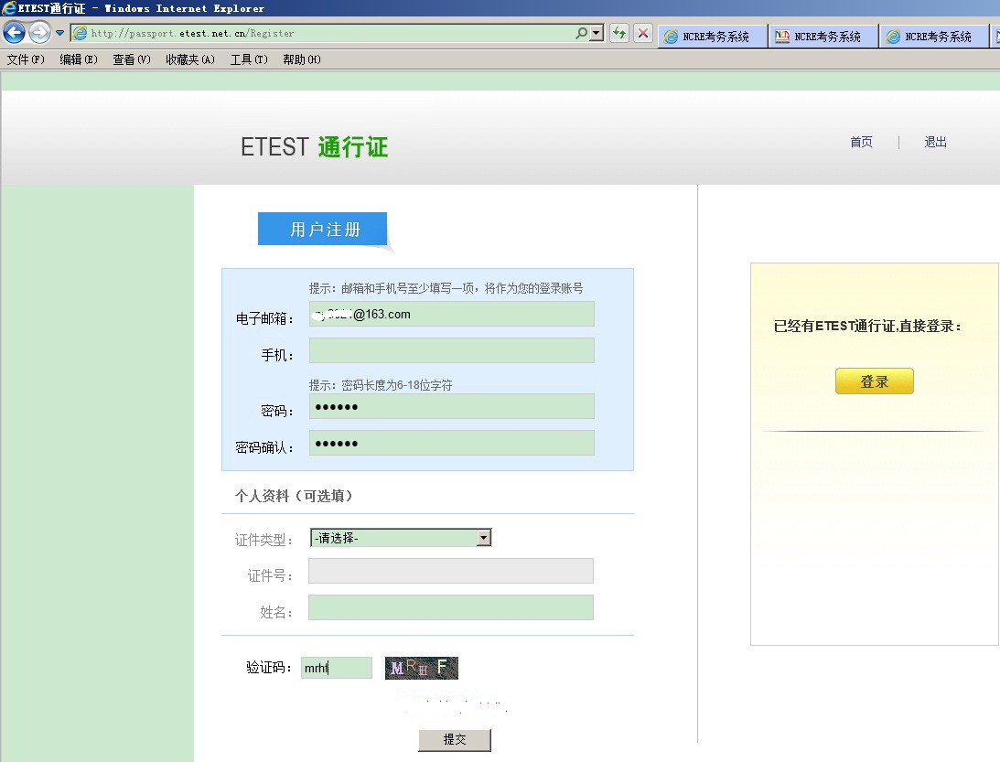 ETEST通行证 - Windows Internet Explorer
http://passport.etest.net.cn/Register
NCRE考务系统
NCRE考务系统
NCRE考务系统
文件(F) 编辑(E) 查看(V) 收藏夹(A) 工具(T) 帮助(H)
ETEST 通行证
首页 | 退出
用户注册
提示：邮箱和手机号至少填写一项，将作为您的登录账号
电子邮箱： @163.com
手机：
提示：密码长度为6-18位字符
密码： ●●●●●●
密码确认： ●●●●●●
个人资料（可选填）
证件类型： -请选择-
证件号：
姓名：
验证码： mrhf MRHF
提交
已经有ETEST通行证,直接登录：
登录